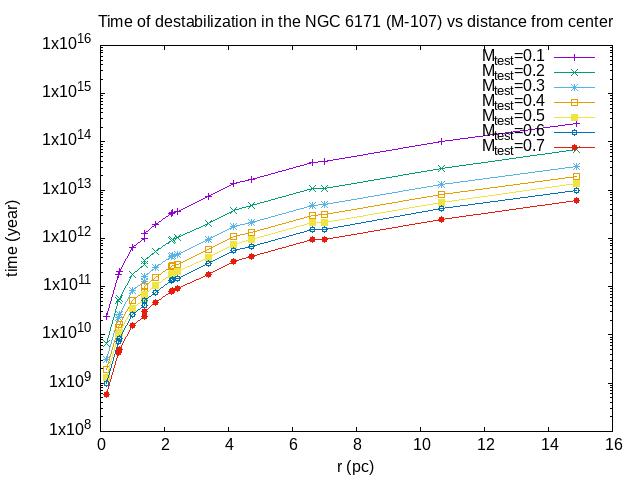 Time of destabilization in the NGC 6171 (M-107) vs distance from center
1x10^16
1x10^15
1x10^14
1x10^13
1x10^12
1x10^11
1x10^10
1x10^9
1x10^8
time (year)
M_test=0.1
M_test=0.2
M_test=0.3
M_test=0.4
M_test=0.5
M_test=0.6
M_test=0.7
0 2 4 6 8 10 12 14 16
r (pc)